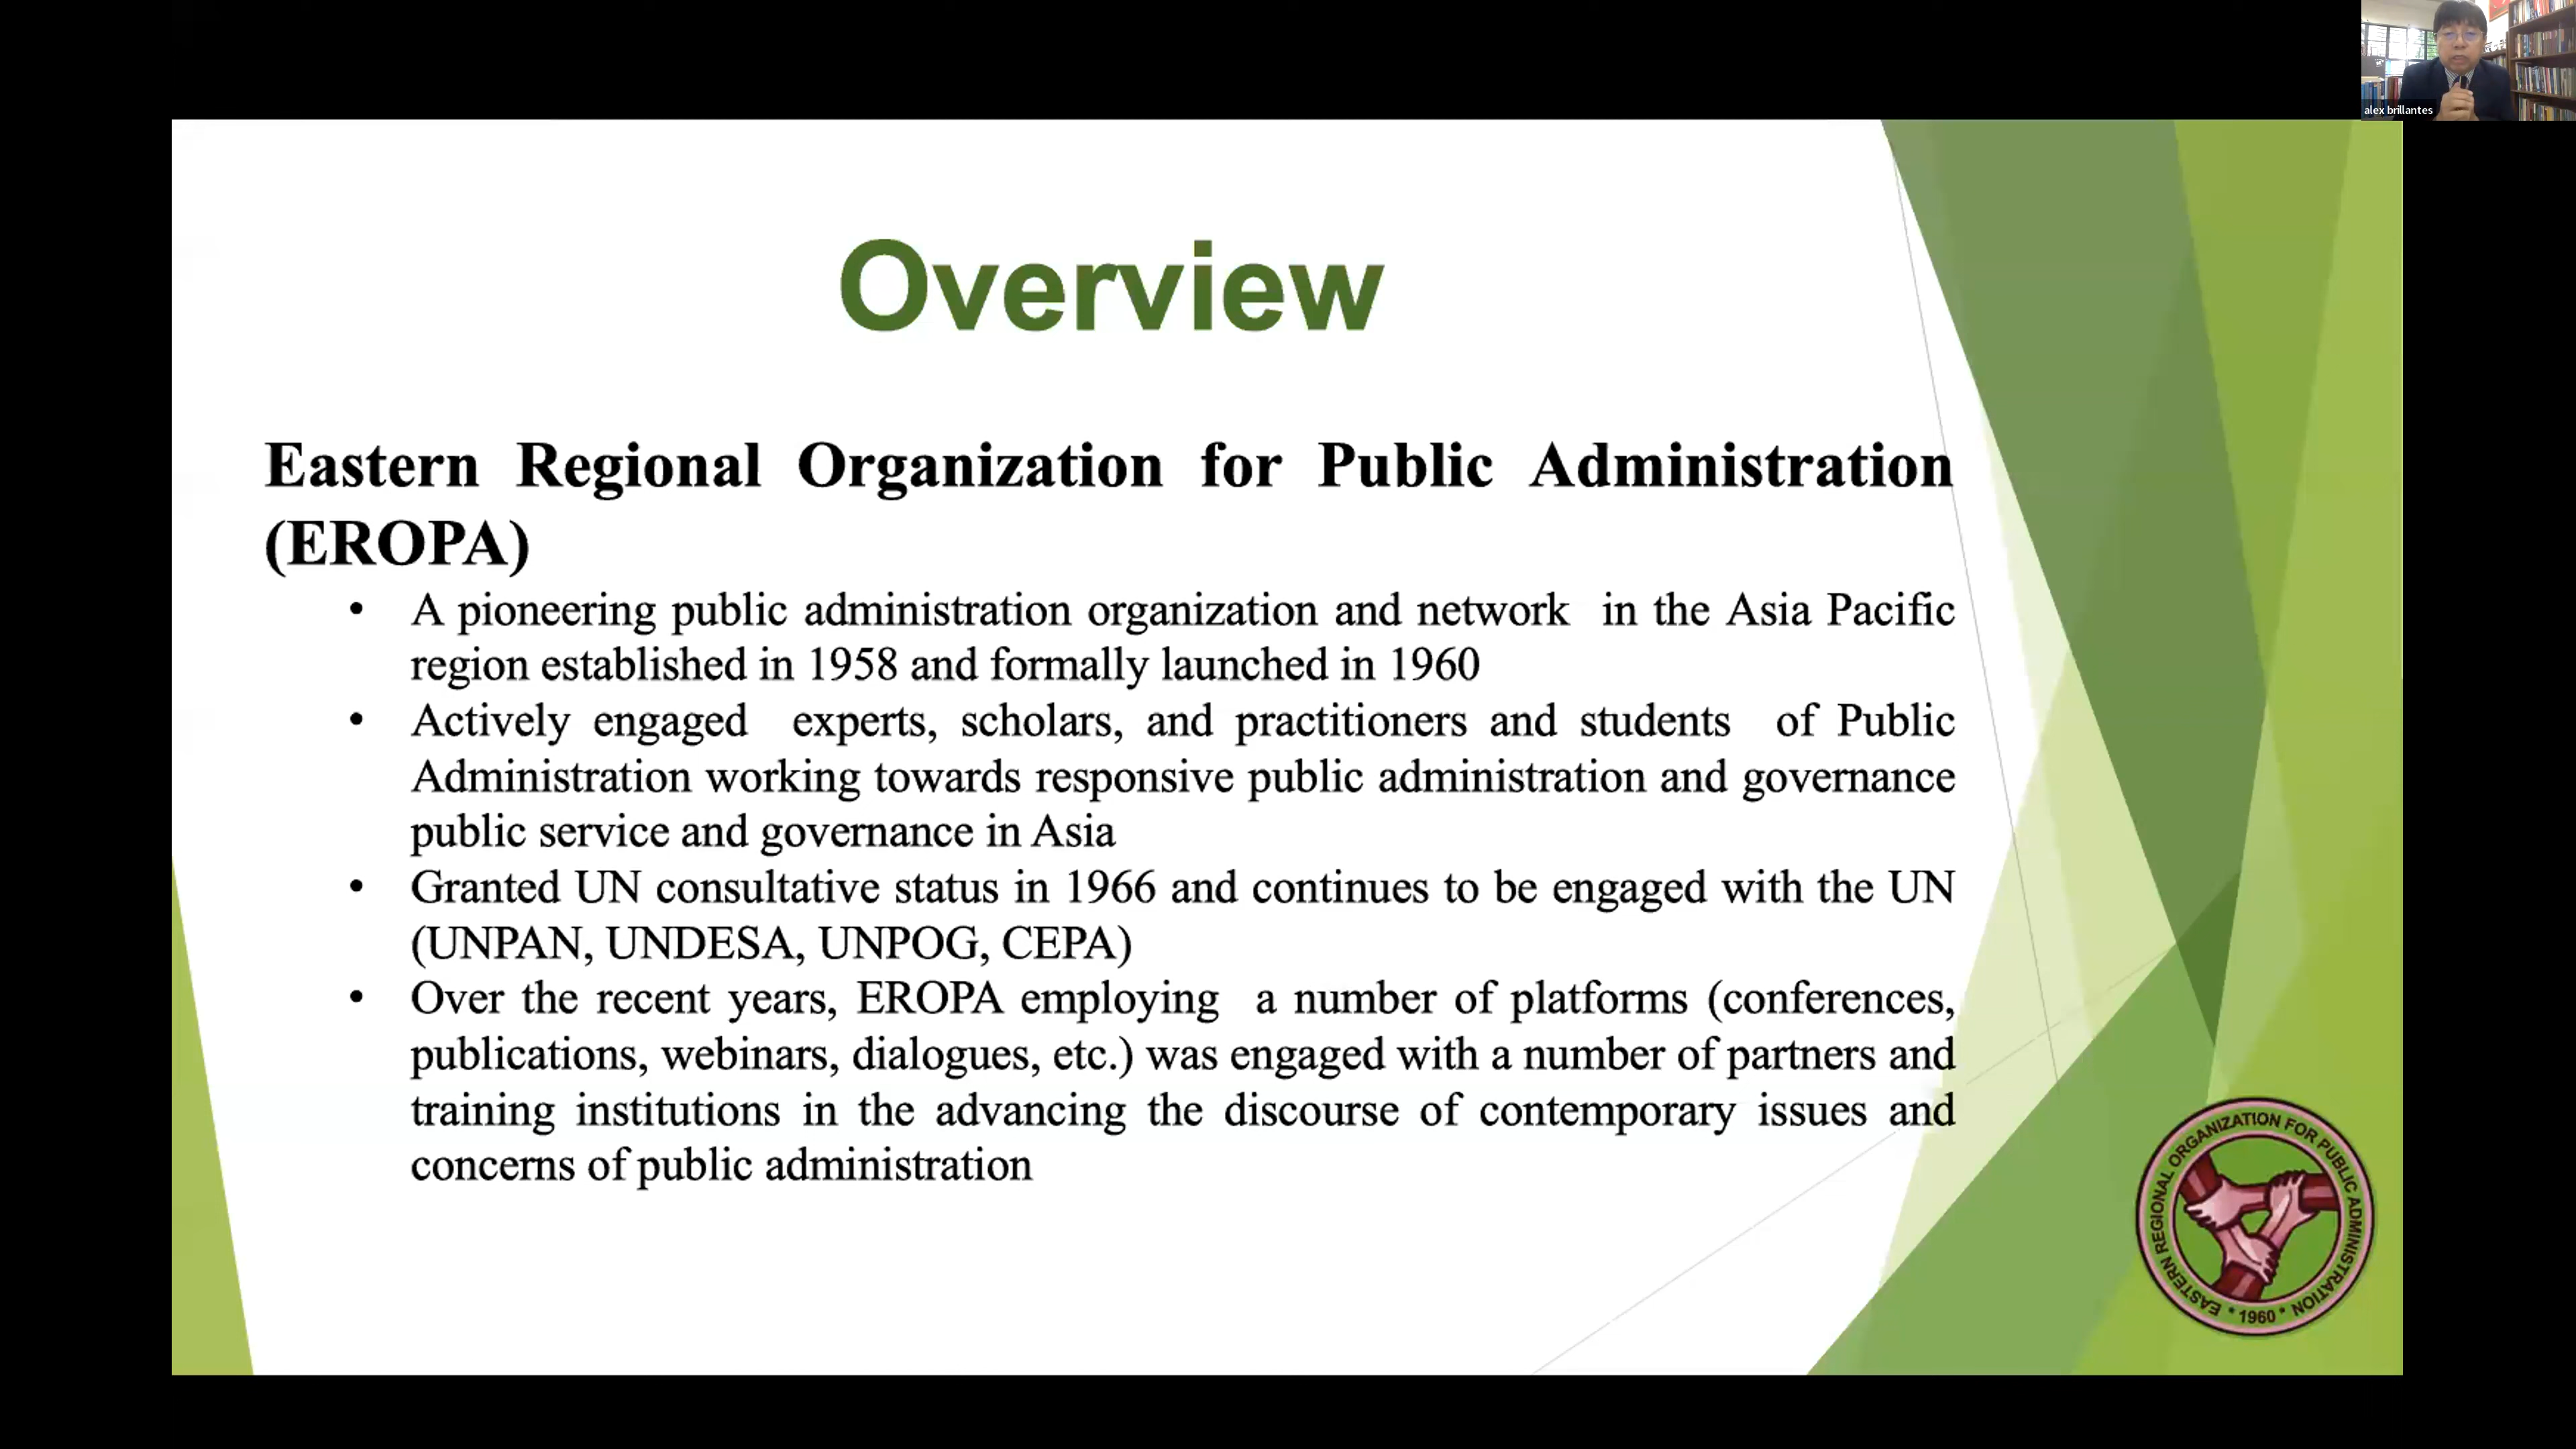 alex brillantes
Overview
Eastern Regional Organization for Public Administration
(EROPA)
• A pioneering public administration organization and network in the Asia Pacific
region established in 1958 and formally launched in 1960
• Actively engaged experts, scholars, and practitioners and students of Public
Administration working towards responsive public administration and governance
public service and governance in Asia
• Granted UN consultative status in 1966 and continues to be engaged with the UN
(UNPAN, UNDESA, UNPOG, CEPA)
• Over the recent years, EROPA employing a number of platforms (conferences,
publications, webinars, dialogues, etc.) was engaged with a number of partners and
training institutions in the advancing the discourse of contemporary issues and
concerns of public administration
EASTERN REGIONAL ORGANIZATION FOR PUBLIC ADMINISTRATION
* 1960 *